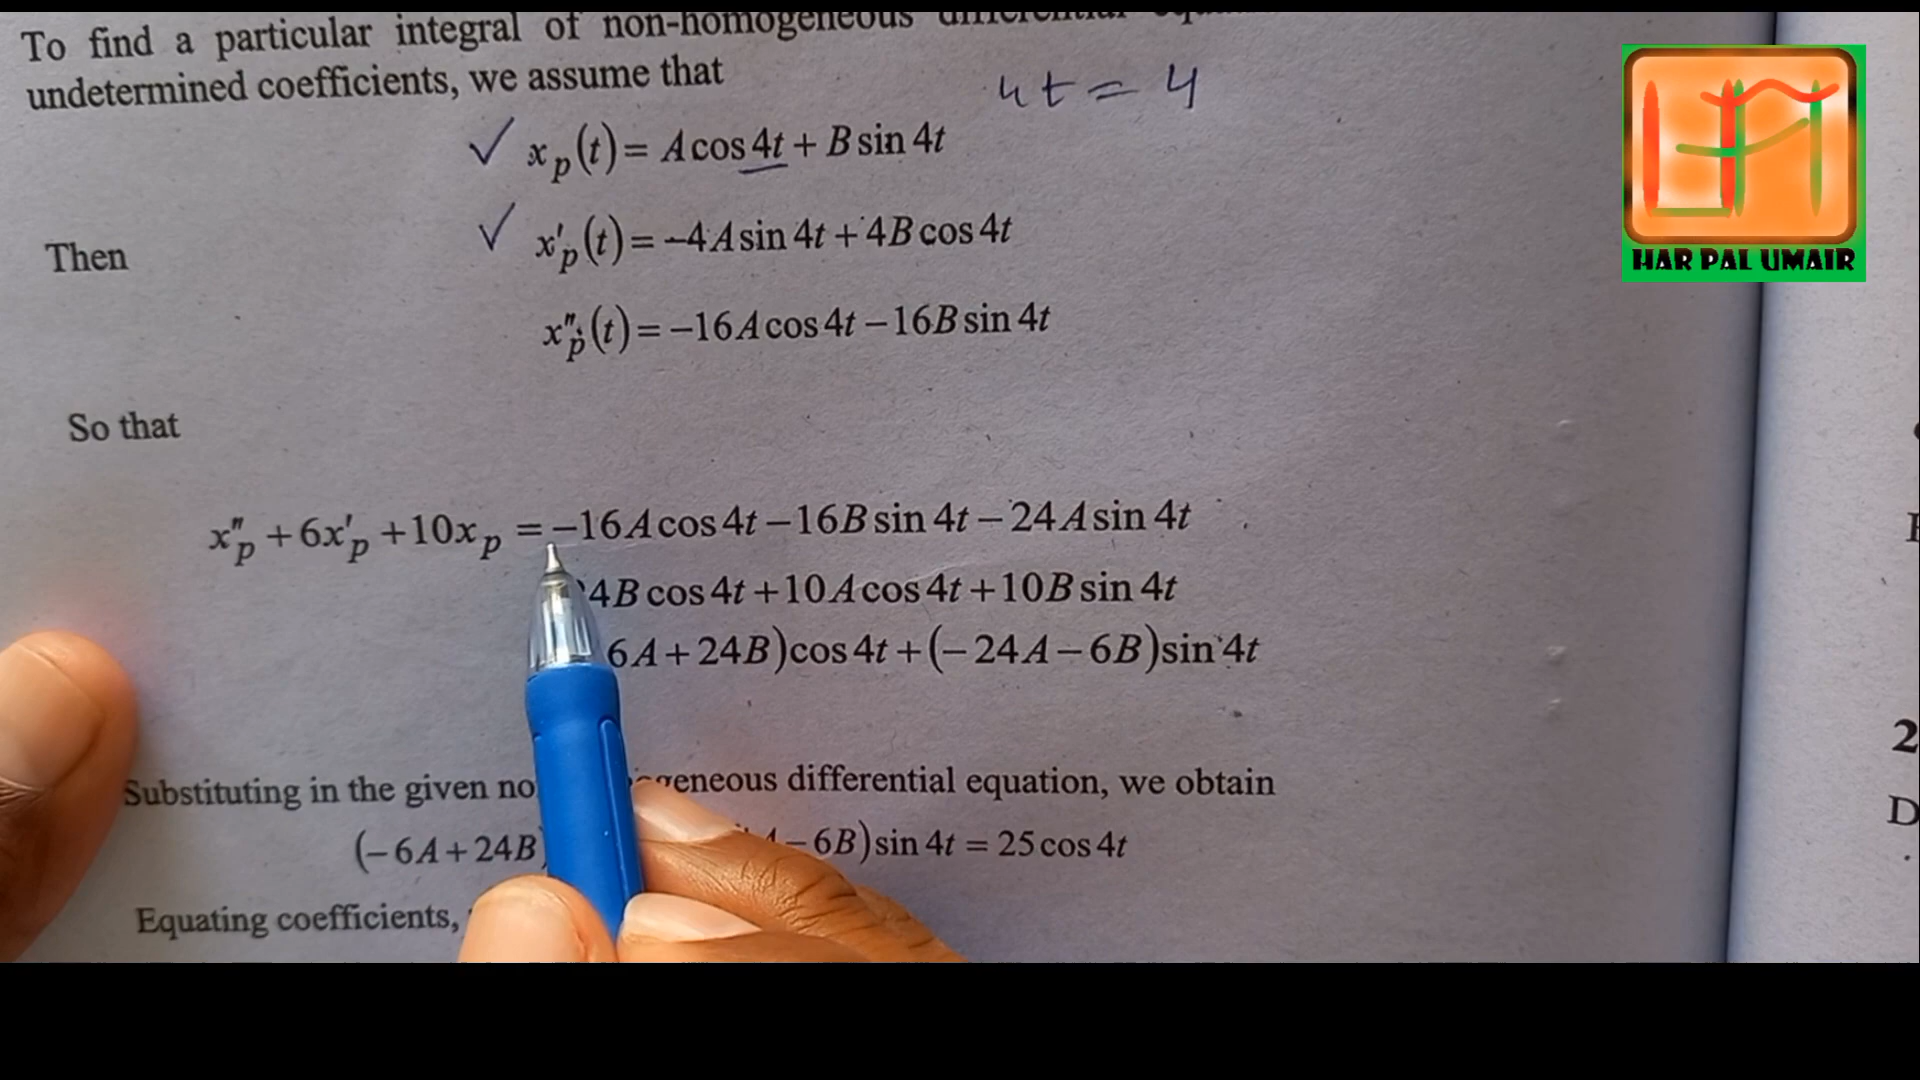 To find a particular integral of non-homogeneous differential
undetermined coefficients, we assume that
4t = 4
✓ x_p(t) = A cos 4t + B sin 4t
Then ✓ x'_p(t) = −4A sin 4t + 4B cos 4t
x''_p(t) = −16A cos 4t − 16B sin 4t
So that
x''_p + 6x'_p + 10x_p = −16A cos 4t − 16B sin 4t − 24A sin 4t
4B cos 4t + 10A cos 4t + 10B sin 4t
6A + 24B) cos 4t + (−24A − 6B) sin 4t
Substituting in the given differential equation, we obtain
(−6A + 24B) − 6B) sin 4t = 25 cos 4t
Equating coefficients,
HAR PAL UMAIR
2
D